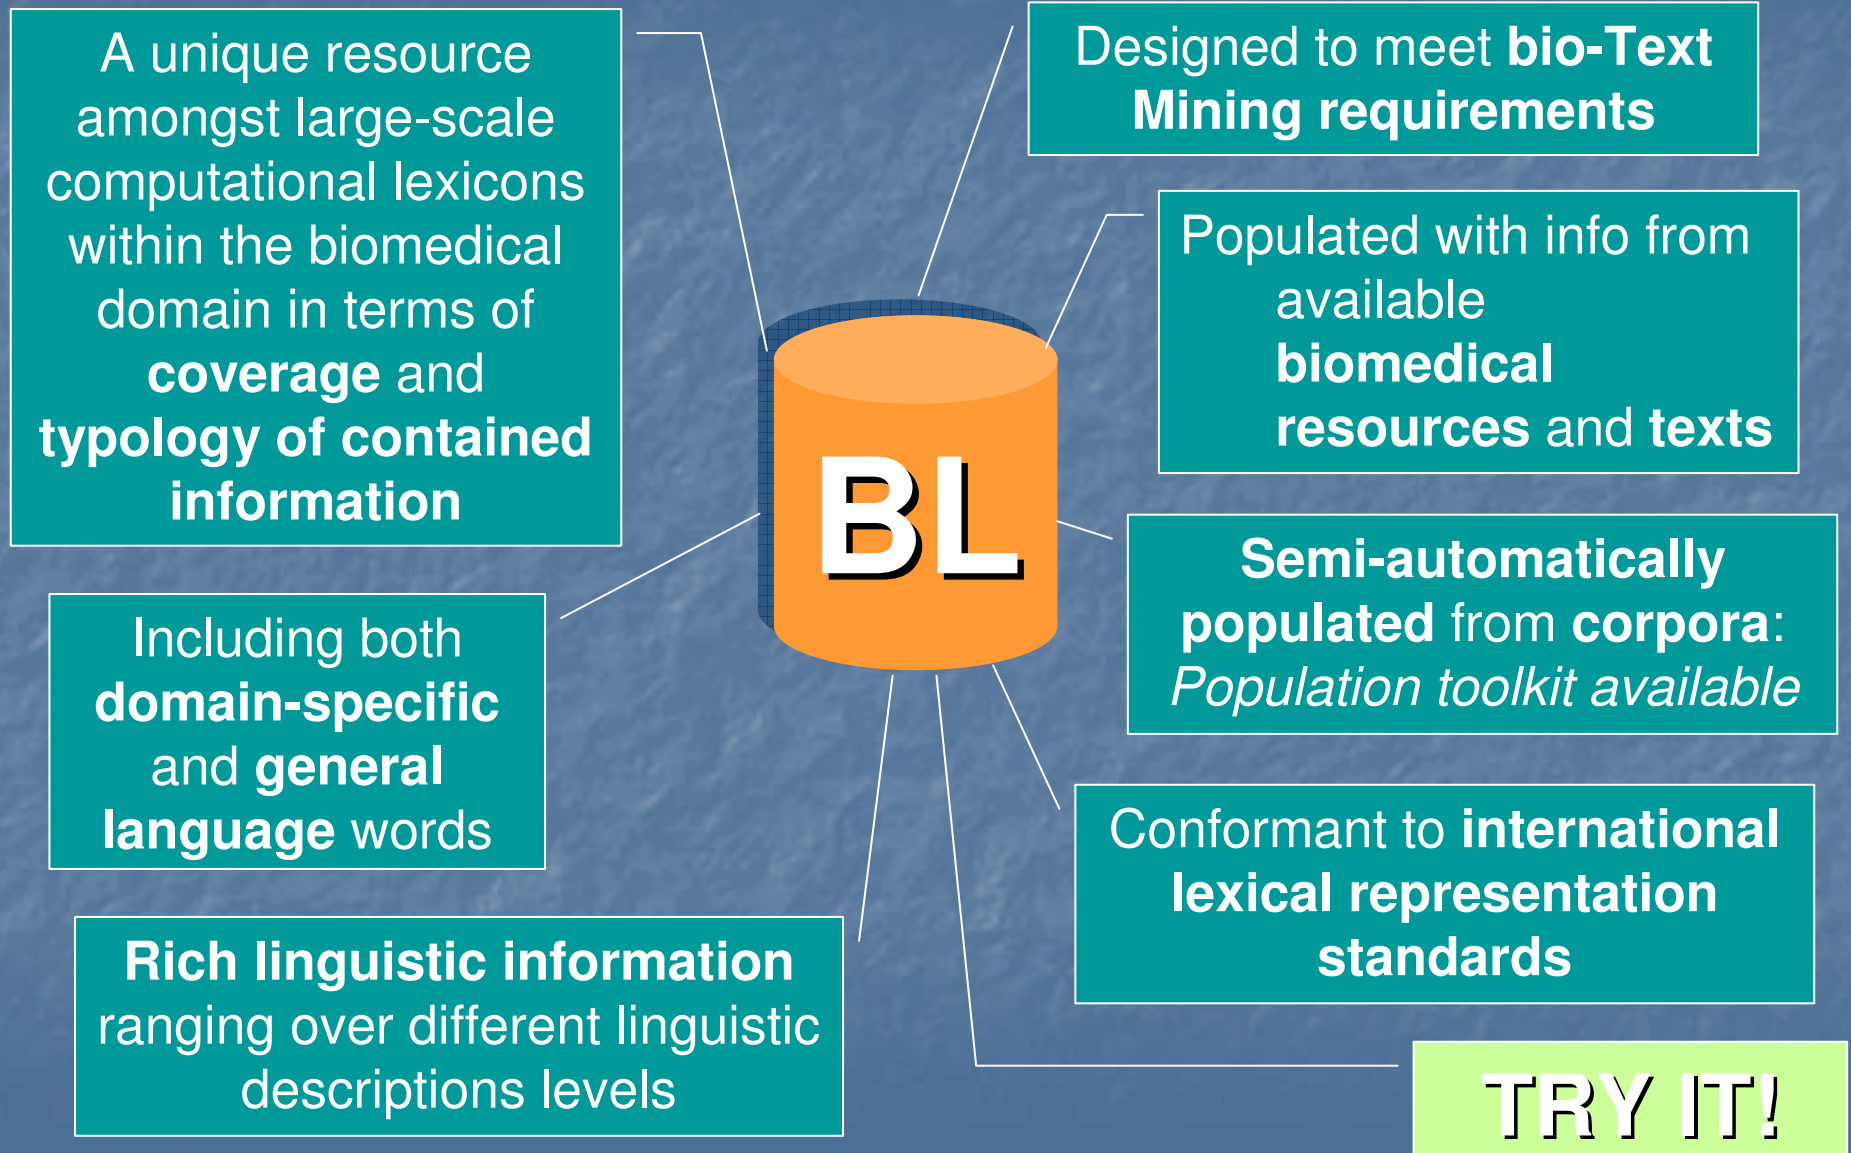 A unique resource
amongst large-scale
computational lexicons
within the biomedical
domain in terms of
coverage and
typology of contained
information
Designed to meet bio-Text
Mining requirements
Populated with info from
available
biomedical
resources and texts
BL
Semi-automatically
populated from corpora:
Population toolkit available
Including both
domain-specific
and general
language words
Conformant to international
lexical representation
standards
Rich linguistic information
ranging over different linguistic
descriptions levels
TRY IT!